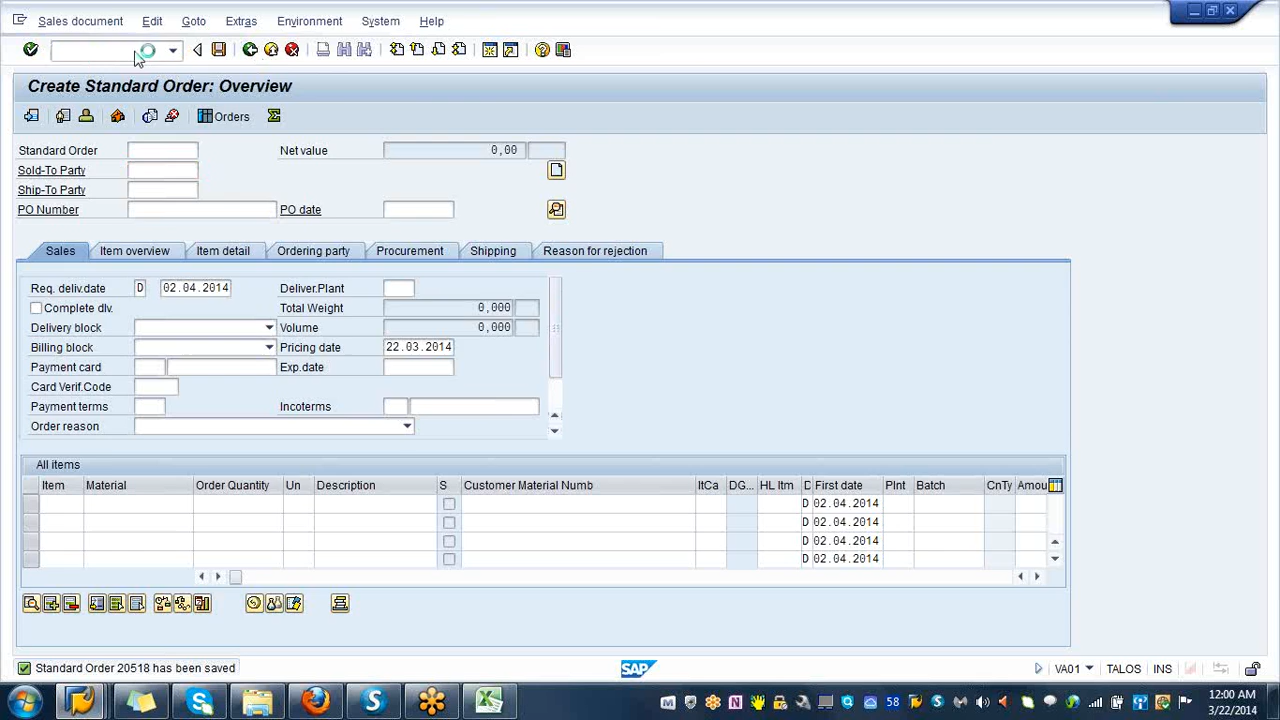 Sales document Edit Goto Extras Environment System Help
Create Standard Order: Overview
Orders
Standard Order Net value 0,00
Sold-To Party
Ship-To Party
PO Number PO date
Sales Item overview Item detail Ordering party Procurement Shipping Reason for rejection
Req. deliv.date D 02.04.2014 Deliver.Plant
Complete dlv. Total Weight 0,000
Delivery block Volume 0,000
Billing block Pricing date 22.03.2014
Payment card Exp.date
Card Verif.Code
Payment terms Incoterms
Order reason
All items
Item Material Order Quantity Un Description S Customer Material Numb ItCa DG... HL Itm D First date Plnt Batch CnTy Amou
D 02.04.2014
D 02.04.2014
D 02.04.2014
D 02.04.2014
Standard Order 20518 has been saved SAP VA01 TALOS INS
58 12:00 AM
3/22/2014